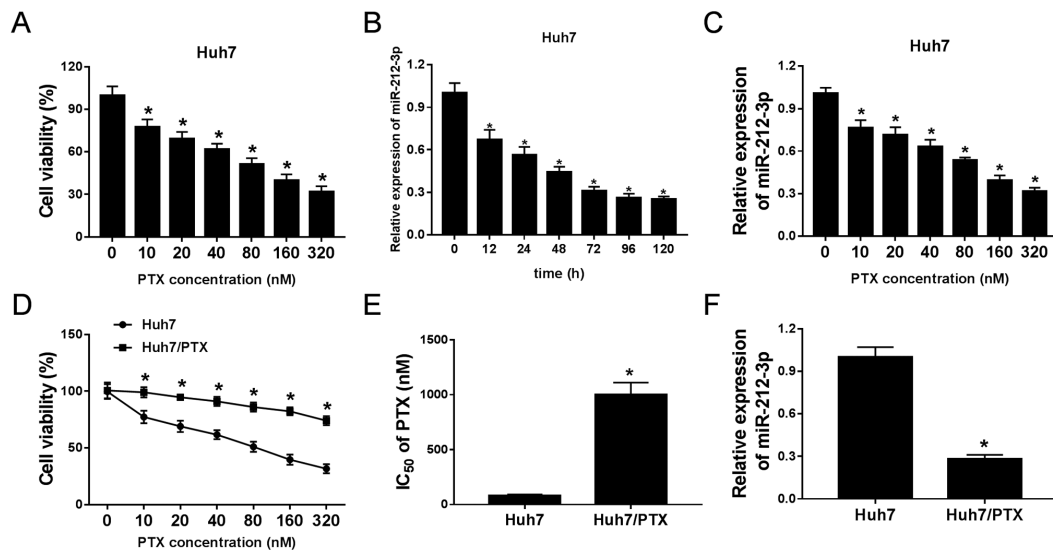 A
Huh7
Cell viability (%)
120
90
60
30
0
* * * * * *
0 10 20 40 80 160 320
PTX concentration (nM)
B
Huh7
Relative expression of miR-212-3p
1.2
0.9
0.6
0.3
0.0
* * * * * *
0 12 24 48 72 96 120
time (h)
C
Huh7
Relative expression
of miR-212-3p
1.2
0.9
0.6
0.3
0.0
* * * * * *
0 10 20 40 80 160 320
PTX concentration (nM)
D
Huh7
Huh7/PTX
Cell viability (%)
150
100
50
0
* * * * * *
0 10 20 40 80 160 320
PTX concentration (nM)
E
IC50 of PTX (nM)
1500
1000
500
0
*
Huh7 Huh7/PTX
F
Relative expression
of miR-212-3p
1.2
0.9
0.6
0.3
0.0
*
Huh7 Huh7/PTX